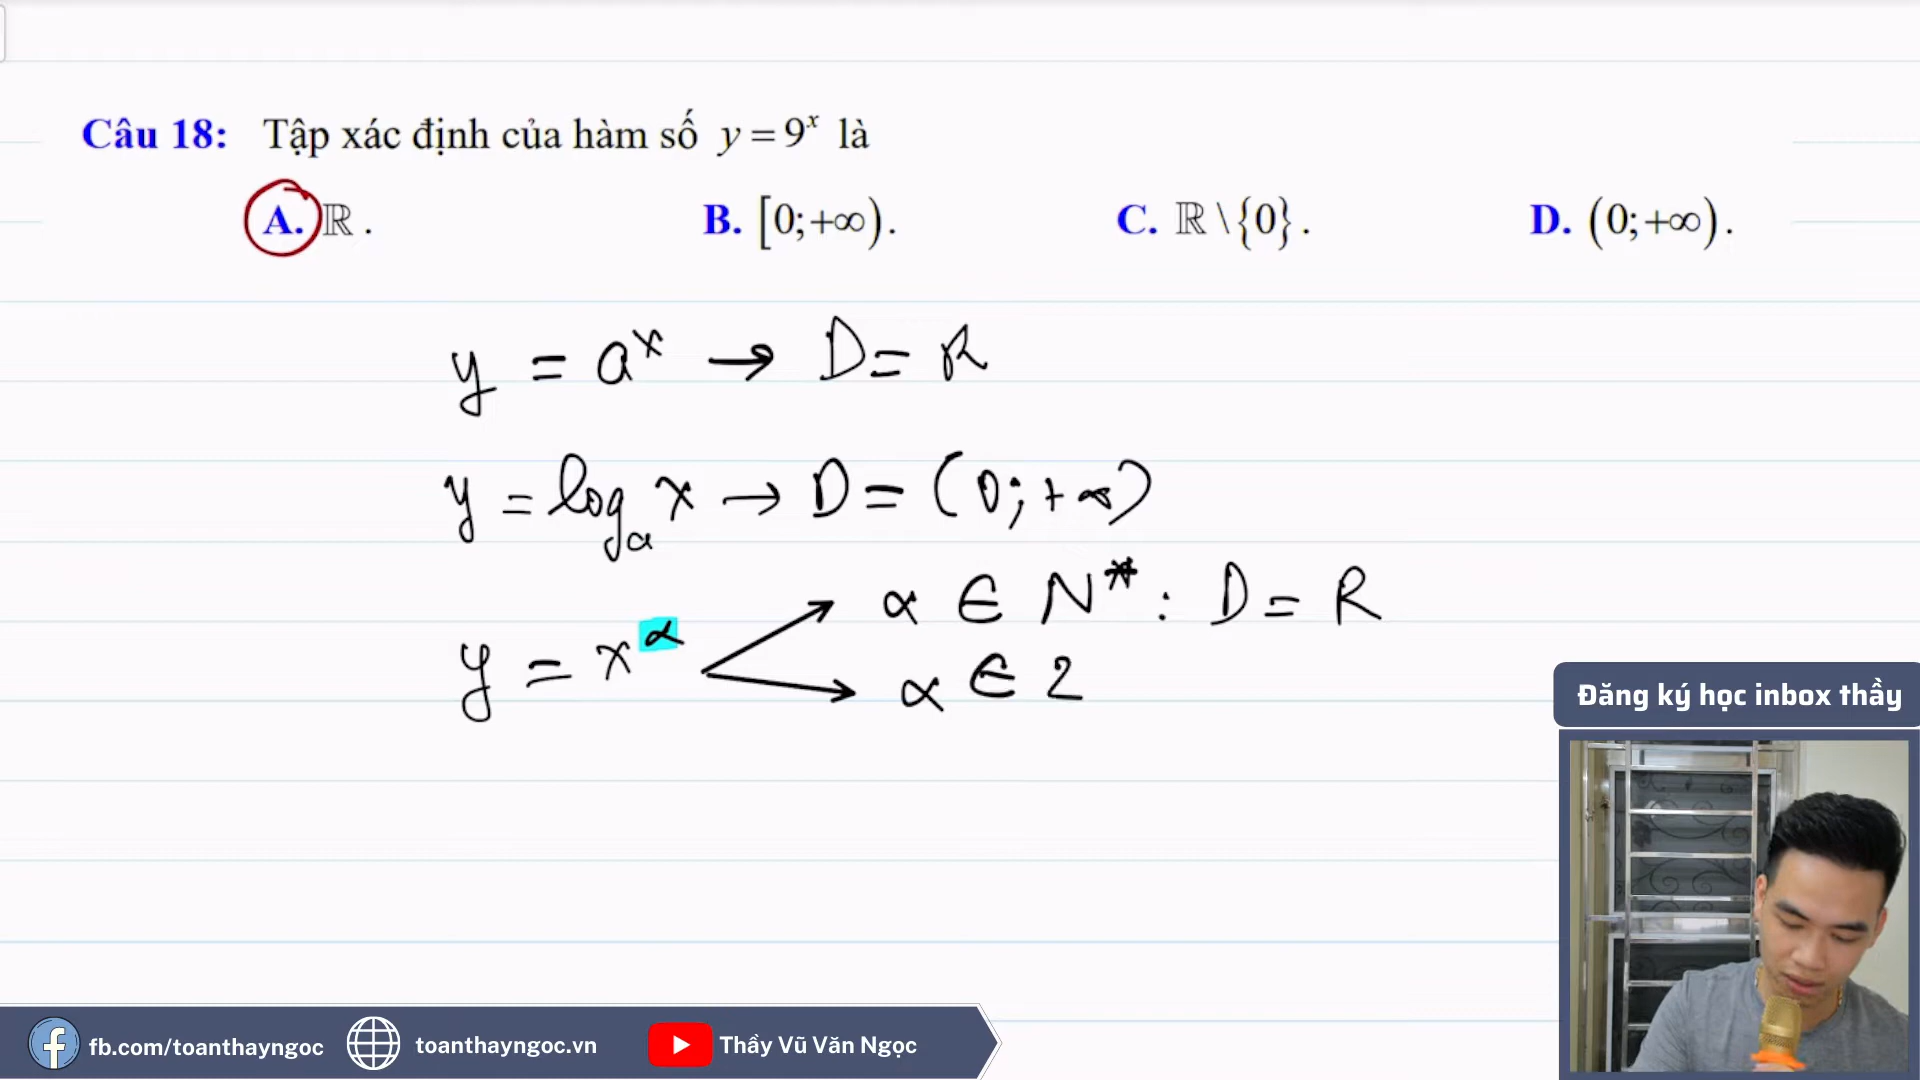 Câu 18: Tập xác định của hàm số y = 9^x là
A. ℝ. B. [0;+∞). C. ℝ \ {0}. D. (0;+∞).
y = a^x → D = R
y = log_a x → D = (0;+∞)
α ∈ N* : D = R
y = x^α
α ∈ Z
Đăng ký học inbox thầy
fb.com/toanthayngoc toanthayngoc.vn Thầy Vũ Văn Ngọc